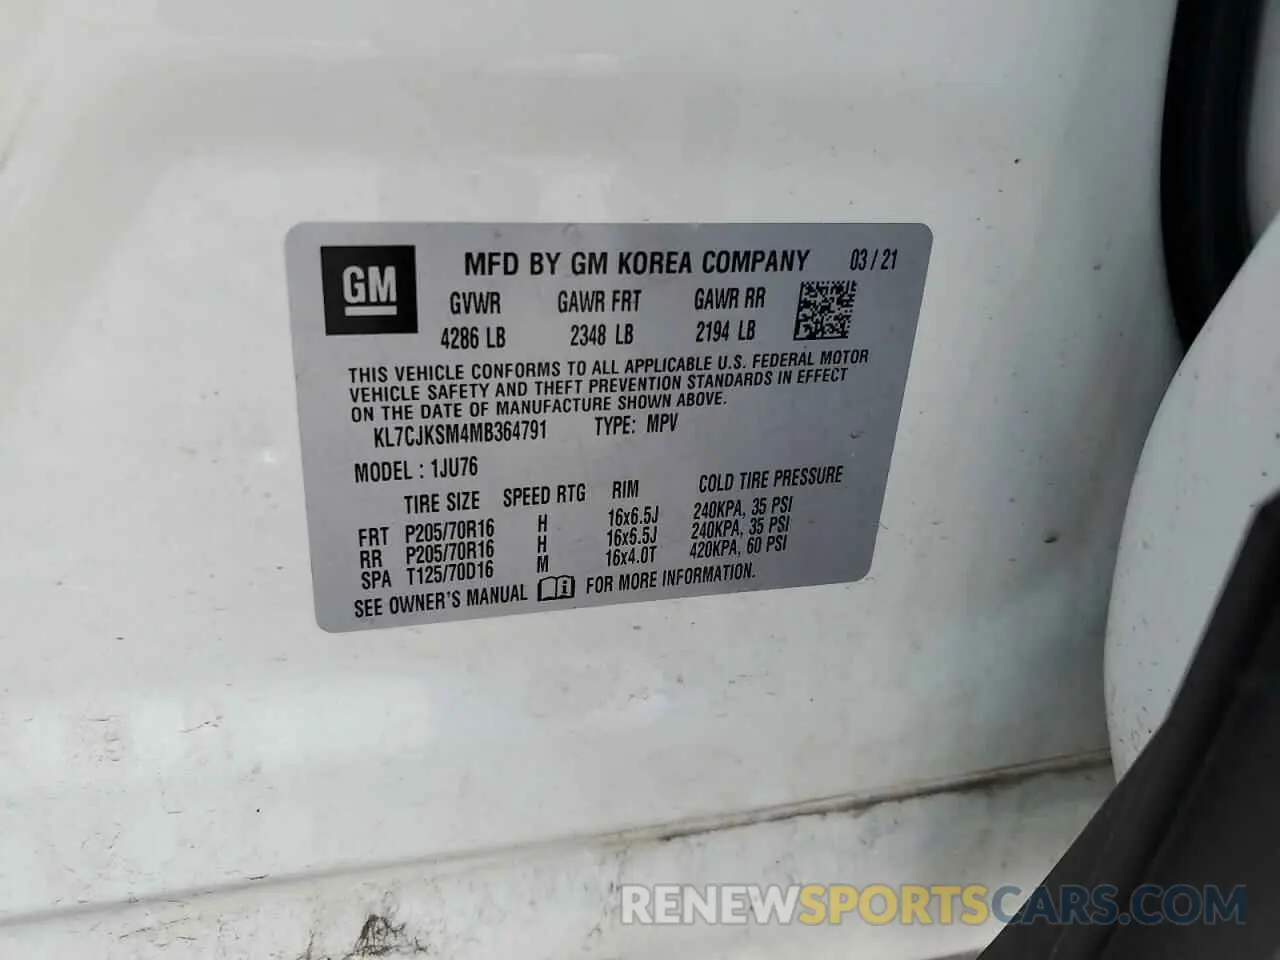 GM
MFD BY GM KOREA COMPANY 03/21
GVWR GAWR FRT GAWR RR
4286 LB 2348 LB 2194 LB
THIS VEHICLE CONFORMS TO ALL APPLICABLE U.S. FEDERAL MOTOR
VEHICLE SAFETY AND THEFT PREVENTION STANDARDS IN EFFECT
ON THE DATE OF MANUFACTURE SHOWN ABOVE.
KL7CJKSM4MB364791 TYPE: MPV
MODEL : 1JU76
TIRE SIZE SPEED RTG RIM COLD TIRE PRESSURE
FRT P205/70R16 H 16x6.5J 240KPA, 35 PSI
RR P205/70R16 H 16x6.5J 240KPA, 35 PSI
SPA T125/70D16 M 16x4.0T 420KPA, 60 PSI
SEE OWNER'S MANUAL i FOR MORE INFORMATION.
RENEWSPORTSCARS.COM